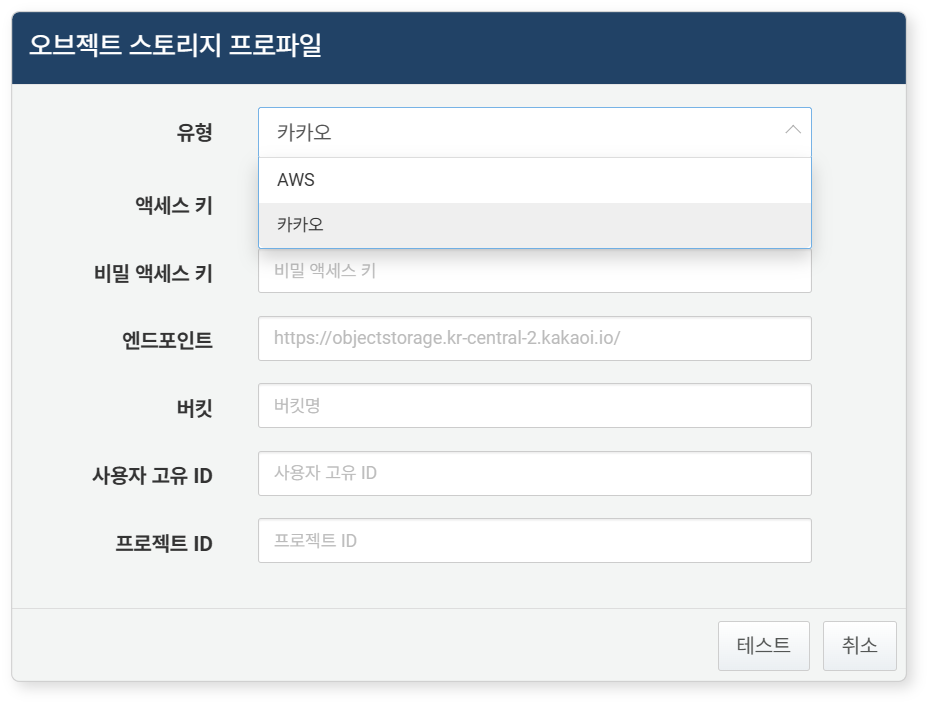 오브젝트 스토리지 프로파일
유형
카카오
AWS
카카오
액세스 키
비밀 액세스 키
비밀 액세스 키
엔드포인트
https://objectstorage.kr-central-2.kakaoi.io/
버킷
버킷명
사용자 고유 ID
사용자 고유 ID
프로젝트 ID
프로젝트 ID
테스트
취소